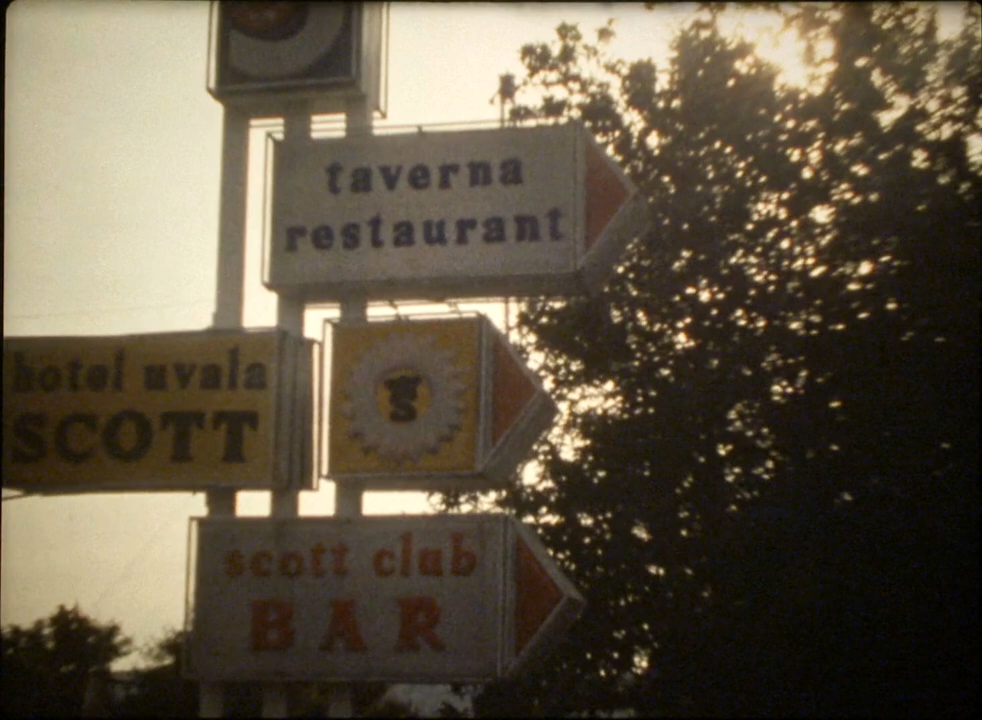 taverna
restaurant
hotel uvala
SCOTT
S
scott club
BAR